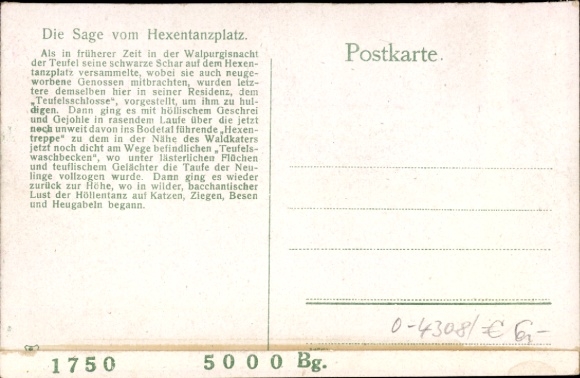 Die Sage vom Hexentanzplatz.
Als in früherer Zeit in der Walpurgisnacht
der Teufel seine schwarze Schar auf dem Hexen-
tanzplatz versammelte, wobei sie auch neuge-
worbene Genossen mitbrachten, wurden letz-
tere demselben hier in seiner Residenz, dem
„Teufelsschlosse", vorgestellt, um ihm zu hul-
digen. Dann ging es mit höllischem Geschrei
und Gejohle in rasendem Laufe über die jetzt
noch unweit davon ins Bodetal führende „Hexen-
treppe" zu dem in der Nähe des Waldkaters
jetzt noch dicht am Wege befindlichen „Teufels-
waschbecken", wo unter lästerlichen Flüchen
und teuflischem Gelächter die Taufe der Neu-
linge vollzogen wurde. Dann ging es wieder
zurück zur Höhe, wo in wilder, bacchantischer
Lust der Höllentanz auf Katzen, Ziegen, Besen
und Heugabeln begann.
Postkarte.
0-4308/ € 6,-
1750 5000 Bg.